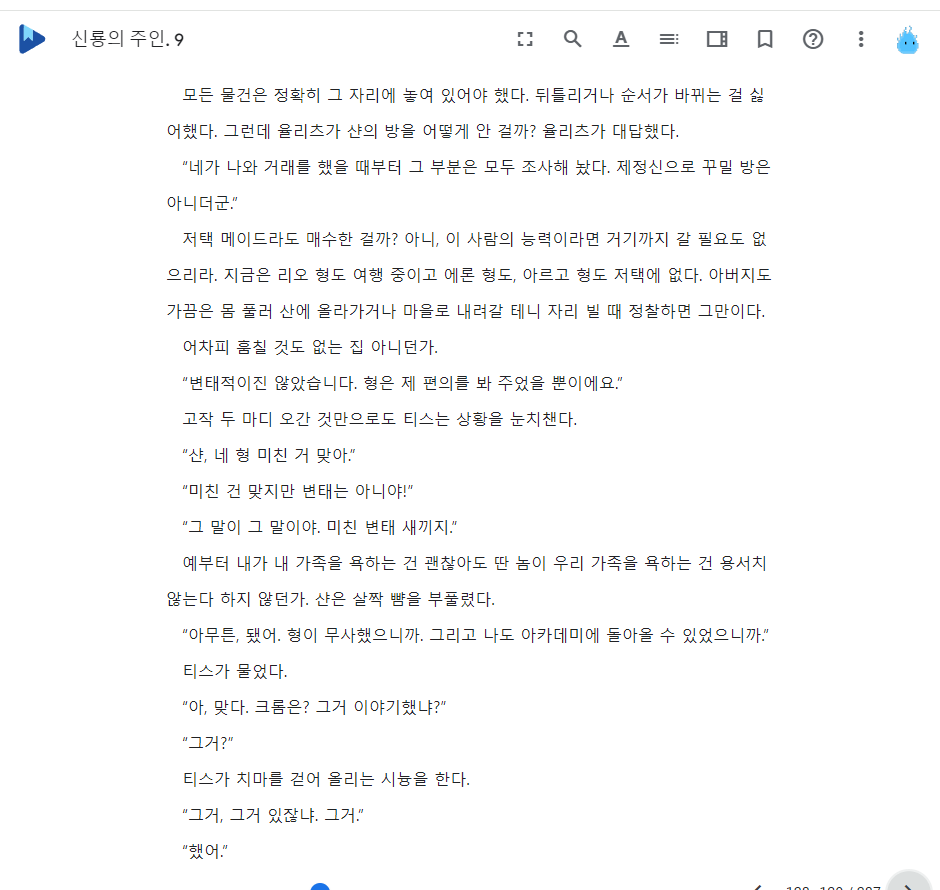 신룡의 주인. 9
모든 물건은 정확히 그 자리에 놓여 있어야 했다. 뒤틀리거나 순서가 바뀌는 걸 싫
어했다. 그런데 율리츠가 샨의 방을 어떻게 안 걸까? 율리츠가 대답했다.
“네가 나와 거래를 했을 때부터 그 부분은 모두 조사해 놨다. 제정신으로 꾸밀 방은
아니더군.”
저택 메이드라도 매수한 걸까? 아니, 이 사람의 능력이라면 거기까지 갈 필요도 없
으리라. 지금은 리오 형도 여행 중이고 에론 형도, 아르고 형도 저택에 없다. 아버지도
가끔은 몸 풀러 산에 올라가거나 마을로 내려갈 테니 자리 빌 때 정찰하면 그만이다.
어차피 훔칠 것도 없는 집 아니던가.
“변태적이진 않았습니다. 형은 제 편의를 봐 주었을 뿐이에요.”
고작 두 마디 오간 것만으로도 티스는 상황을 눈치챈다.
“샨, 네 형 미친 거 맞아.”
“미친 건 맞지만 변태는 아니야!”
“그 말이 그 말이야. 미친 변태 새끼지.”
예부터 내가 내 가족을 욕하는 건 괜찮아도 딴 놈이 우리 가족을 욕하는 건 용서치
않는다 하지 않던가. 샨은 살짝 뺨을 부풀렸다.
“아무튼, 됐어. 형이 무사했으니까. 그리고 나도 아카데미에 돌아올 수 있었으니까.”
티스가 물었다.
“아, 맞다. 크롬은? 그거 이야기했냐?”
“그거?”
티스가 치마를 걷어 올리는 시늉을 한다.
“그거, 그거 있잖냐. 그거.”
“했어.”